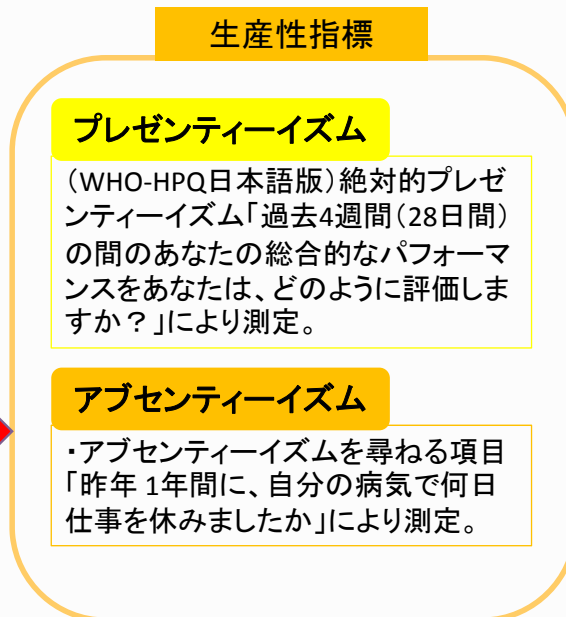 生産性指標
プレゼンティーイズム
（WHO-HPQ日本語版）絶対的プレゼ
ンティーイズム「過去4週間（28日間）
の間のあなたの総合的なパフォーマ
ンスをあなたは、どのように評価しま
すか？」により測定。
アブセンティーイズム
・アブセンティーイズムを尋ねる項目
「昨年 1年間に、自分の病気で何日
仕事を休みましたか」により測定。